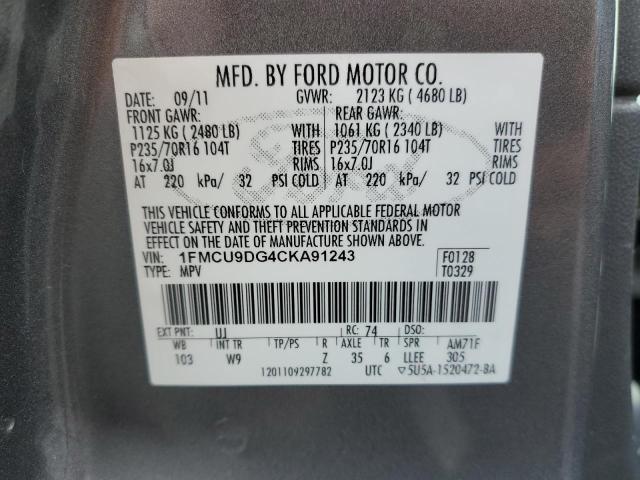 MFD. BY FORD MOTOR CO.
DATE: 09/11 GVWR: 2123 KG ( 4680 LB)
FRONT GAWR: REAR GAWR:
1125 KG ( 2480 LB) WITH 1061 KG ( 2340 LB) WITH
P235/70R16 104T TIRES P235/70R16 104T TIRES
16x7.0J RIMS 16x7.0J RIMS
AT 220 kPa/ 32 PSI COLD AT 220 kPa/ 32 PSI COLD
THIS VEHICLE CONFORMS TO ALL APPLICABLE FEDERAL MOTOR
VEHICLE SAFETY AND THEFT PREVENTION STANDARDS IN
EFFECT ON THE DATE OF MANUFACTURE SHOWN ABOVE.
VIN: 1FMCU9DG4CKA91243 F0128
TYPE: MPV T0329
EXT PNT: UJ RC: 74 DSO:
WB INT TR TP/PS R AXLE TR SPR AM71F
103 W9 Z 35 6 LLEE 305
1201109297782 UTC ▽5U5A-1520472-BA
Ford